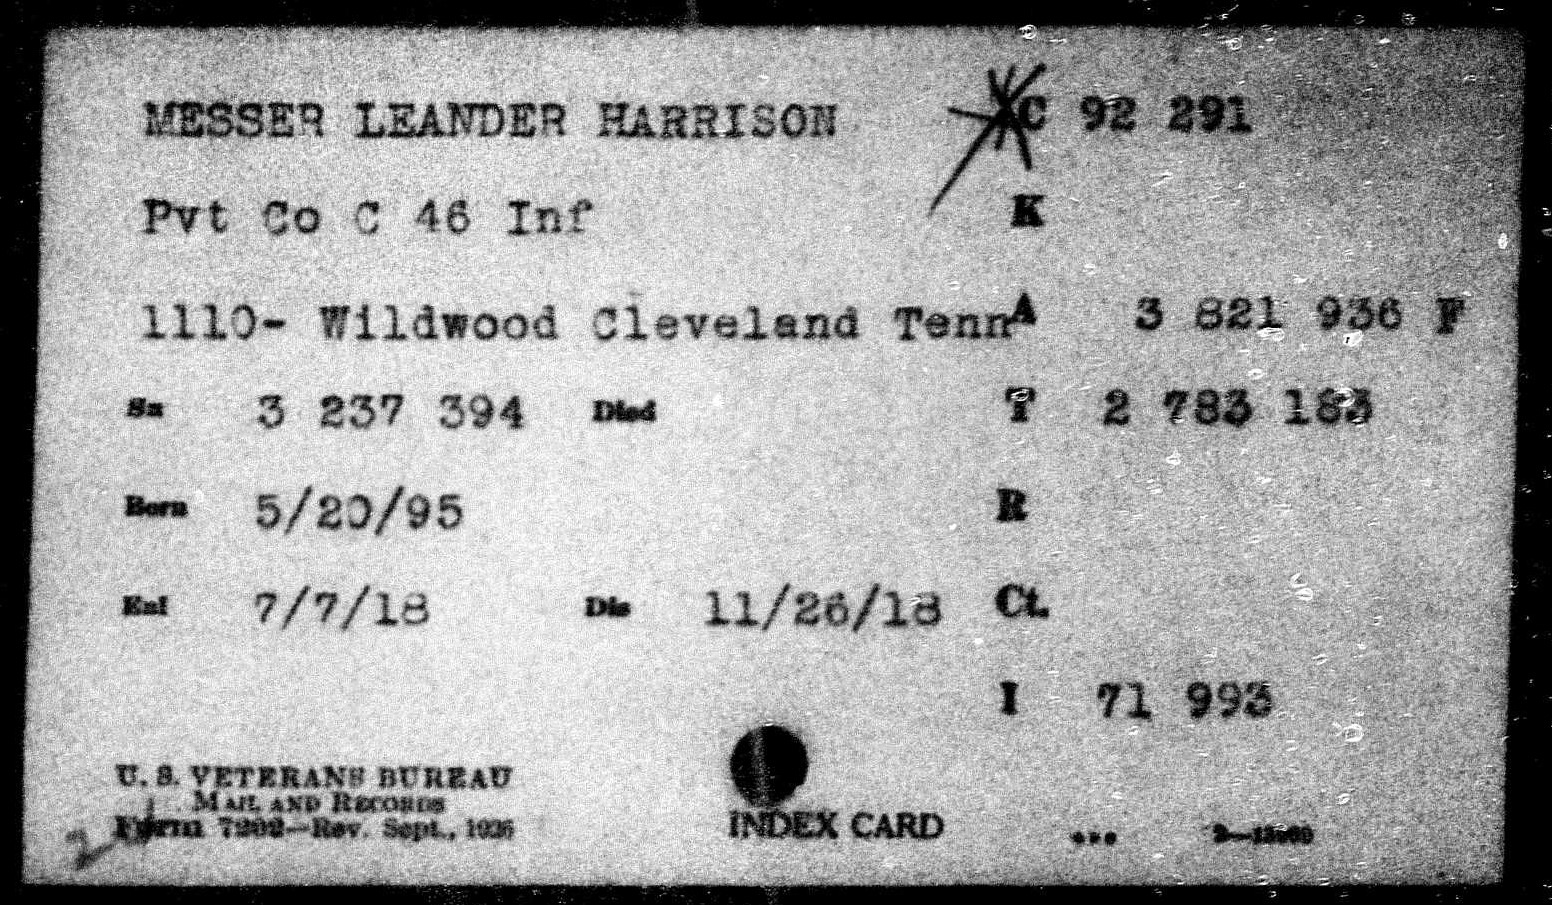 MESSER LEANDER HARRISON C 92 291
Pvt Co C 46 Inf K
1110- Wildwood Cleveland Tenn A 3 821 936 F
Sn 3 237 394 Died T 2 783 183
Born 5/20/95 R
Enl 7/7/18 Dis 11/26/18 Ct.
I 71 993
U. S. VETERANS BUREAU
MAIL AND RECORDS
Form 7202—Rev. Sept., 1926 INDEX CARD